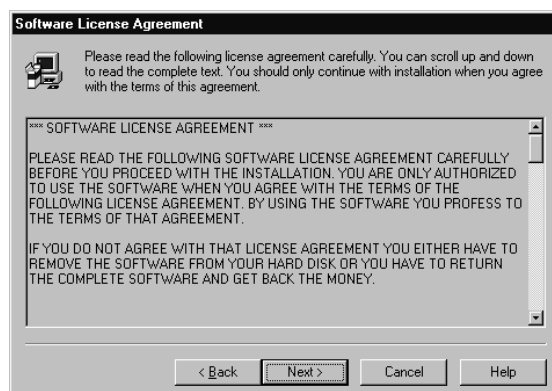 Software License Agreement
Please read the following license agreement carefully. You can scroll up and down
to read the complete text. You should only continue with installation when you agree
with the terms of this agreement.
*** SOFTWARE LICENSE AGREEMENT ***
PLEASE READ THE FOLLOWING SOFTWARE LICENSE AGREEMENT CAREFULLY
BEFORE YOU PROCEED WITH THE INSTALLATION. YOU ARE ONLY AUTHORIZED
TO USE THE SOFTWARE WHEN YOU AGREE WITH THE TERMS OF THE
FOLLOWING LICENSE AGREEMENT. BY USING THE SOFTWARE YOU PROFESS TO
THE TERMS OF THAT AGREEMENT.
IF YOU DO NOT AGREE WITH THAT LICENSE AGREEMENT YOU EITHER HAVE TO
REMOVE THE SOFTWARE FROM YOUR HARD DISK OR YOU HAVE TO RETURN
THE COMPLETE SOFTWARE AND GET BACK THE MONEY.
< Back Next > Cancel Help